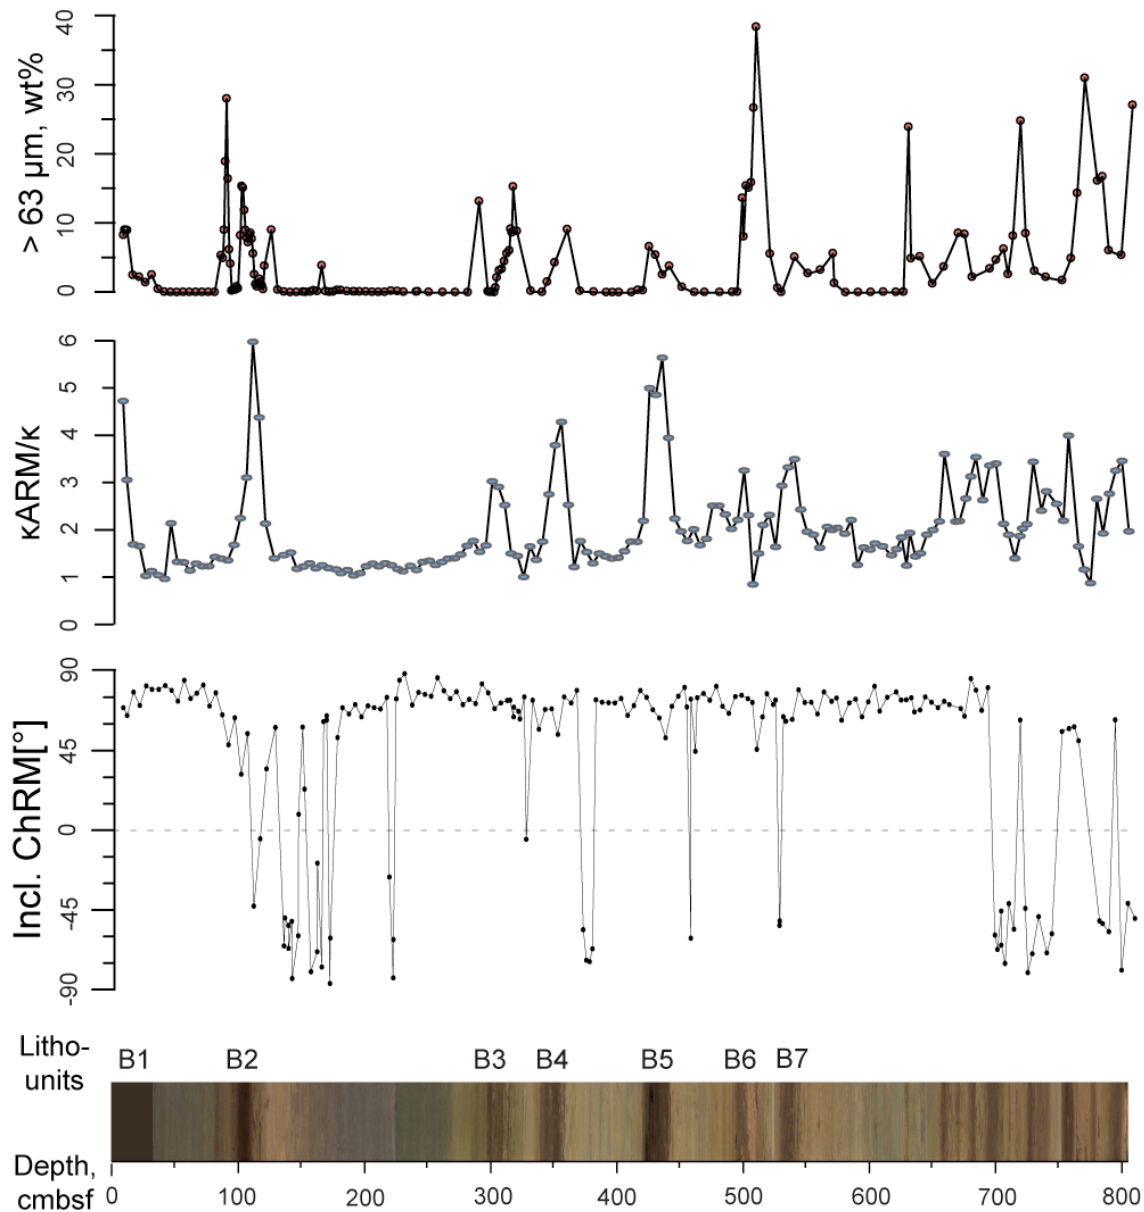 > 63 μm, wt%
40
30
20
10
0
κARM/κ
6
5
4
3
2
1
0
Incl. ChRM[°]
90
45
0
-45
-90
Litho-
units
B1 B2 B3 B4 B5 B6 B7
Depth,
cmbsf
0 100 200 300 400 500 600 700 800